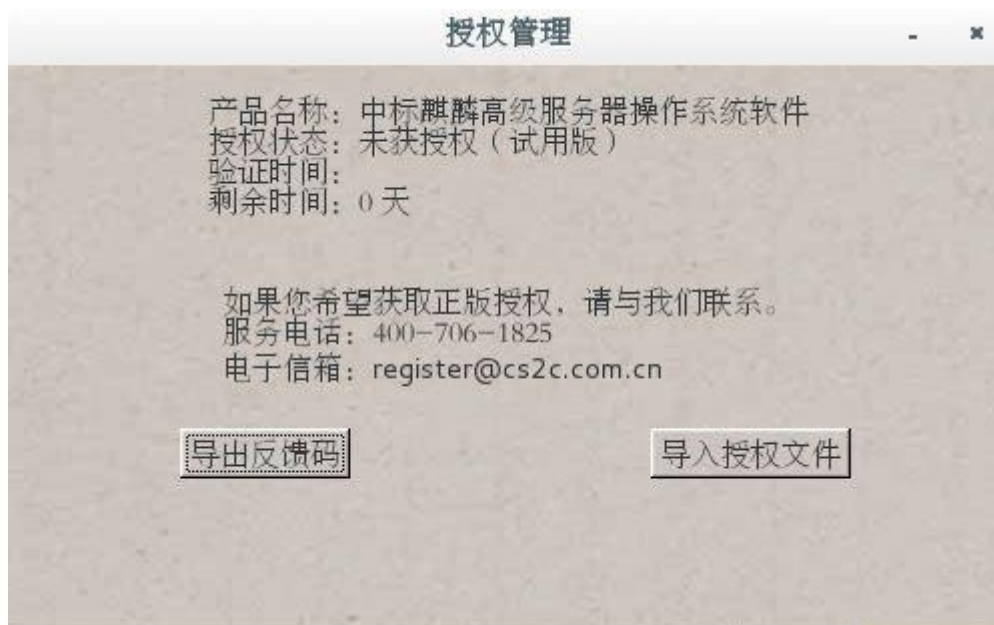 授权管理
产品名称：中标麒麟高级服务器操作系统软件
授权状态：未获授权（试用版）
验证时间：
剩余时间：0 天
如果您希望获取正版授权，请与我们联系。
服务电话：400-706-1825
电子信箱：register@cs2c.com.cn
导出反馈码
导入授权文件